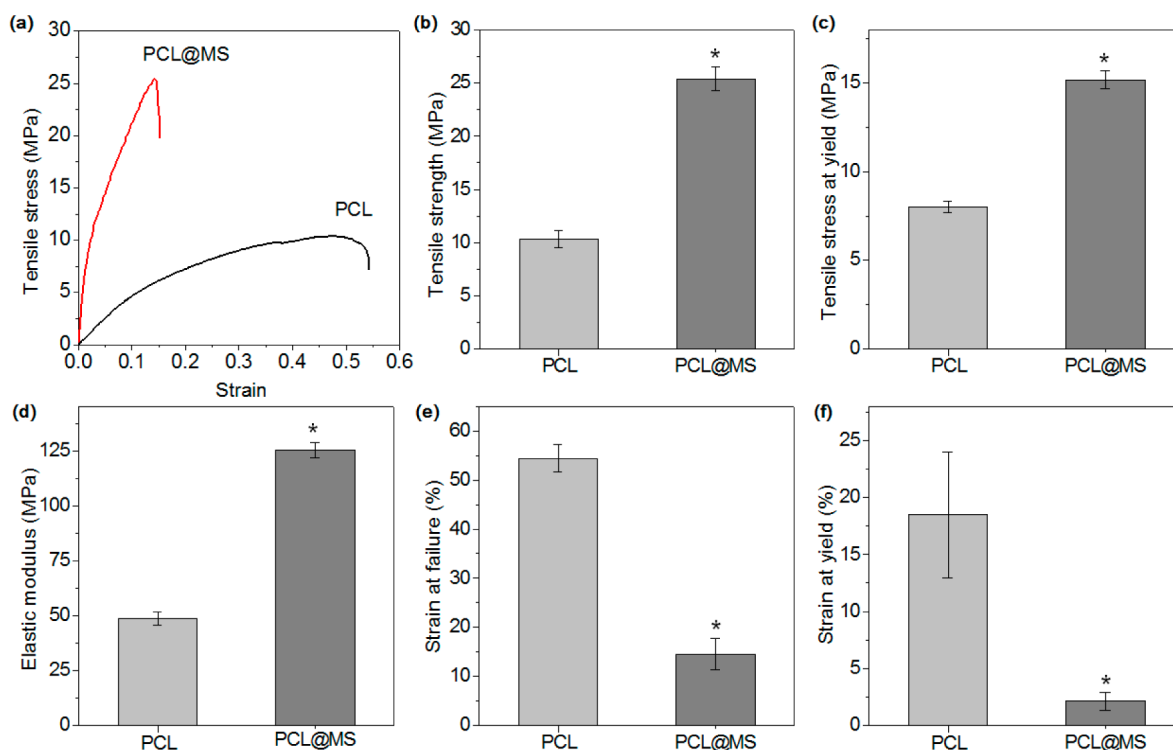 (a)
Tensile stress (MPa)
30
25
20
15
10
5
0
PCL@MS
PCL
0.0 0.1 0.2 0.3 0.4 0.5 0.6
Strain
(b)
Tensile strength (MPa)
30
25
20
15
10
5
0
*
PCL PCL@MS
(c)
Tensile stress at yield (MPa)
15
10
5
0
*
PCL PCL@MS
(d)
Elastic modulus (MPa)
125
100
75
50
25
0
*
PCL PCL@MS
(e)
Strain at failure (%)
60
50
40
30
20
10
0
*
PCL PCL@MS
(f)
Strain at yield (%)
25
20
15
10
5
0
*
PCL PCL@MS